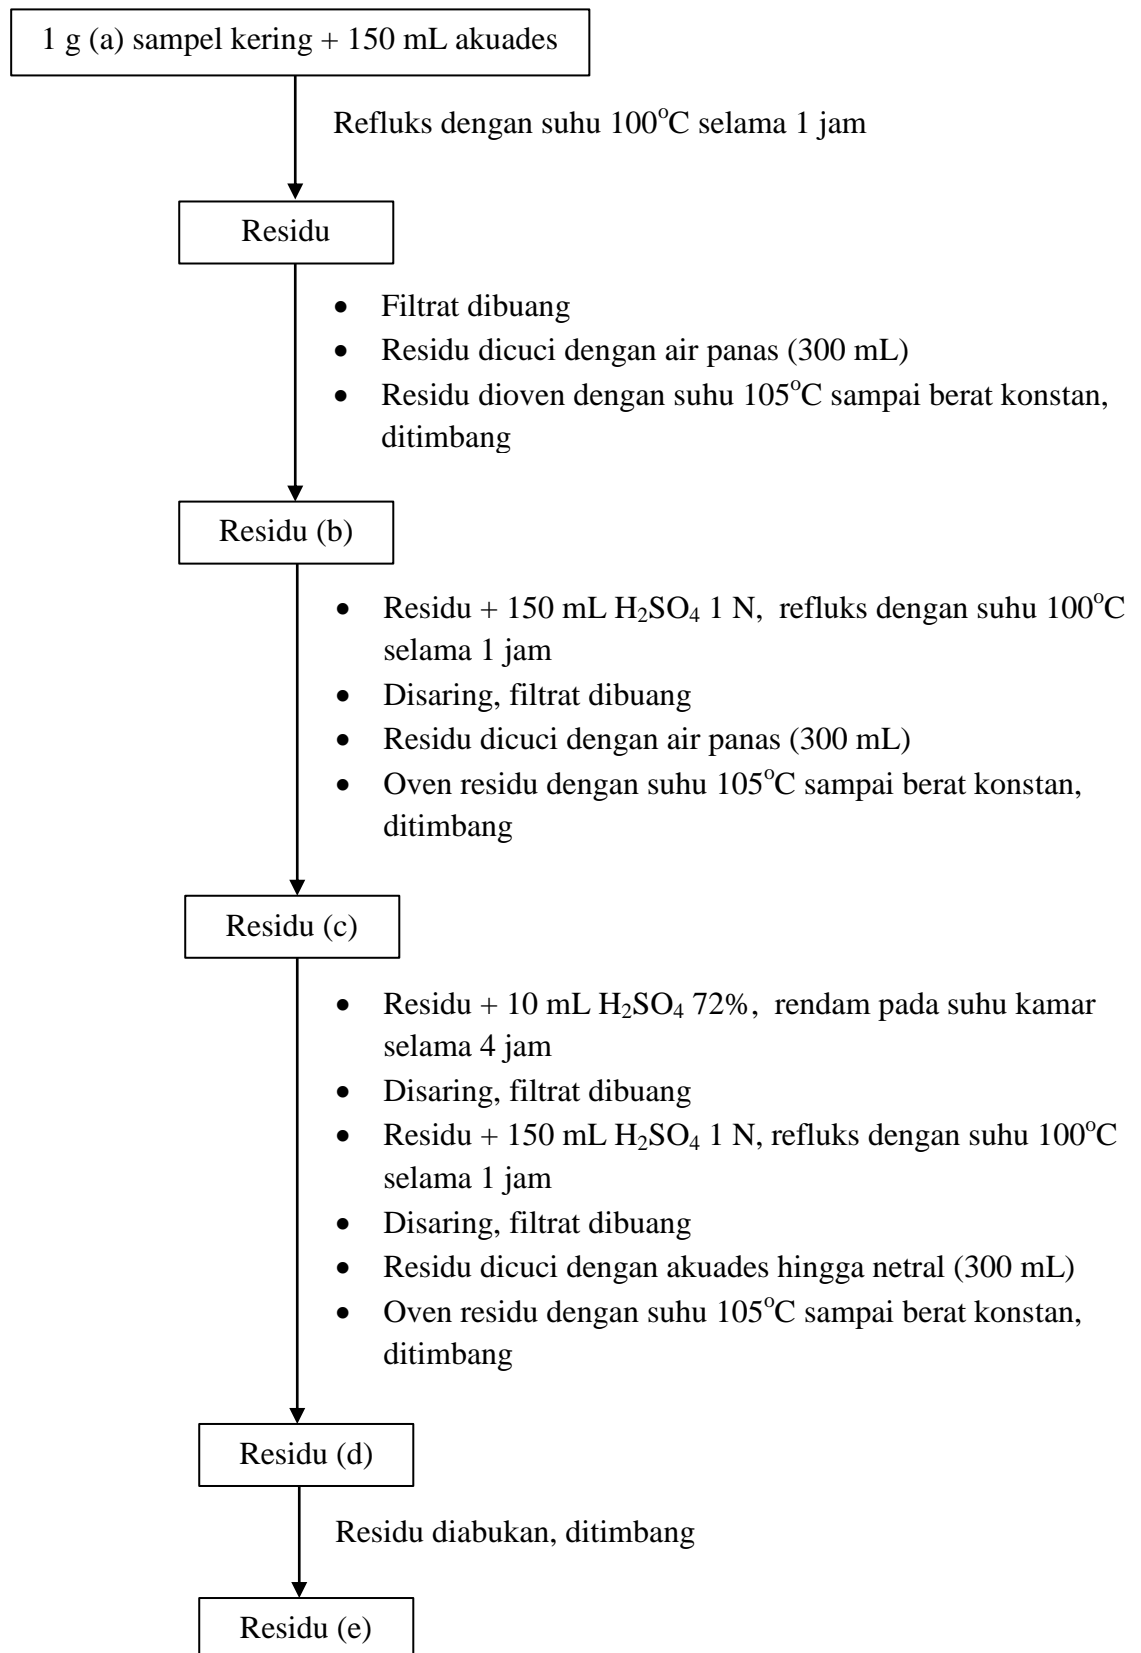 1 g (a) sampel kering + 150 mL akuades
Refluks dengan suhu 100°C selama 1 jam
Residu
• Filtrat dibuang
• Residu dicuci dengan air panas (300 mL)
• Residu dioven dengan suhu 105°C sampai berat konstan,
ditimbang
Residu (b)
• Residu + 150 mL H₂SO₄ 1 N, refluks dengan suhu 100°C
selama 1 jam
• Disaring, filtrat dibuang
• Residu dicuci dengan air panas (300 mL)
• Oven residu dengan suhu 105°C sampai berat konstan,
ditimbang
Residu (c)
• Residu + 10 mL H₂SO₄ 72%, rendam pada suhu kamar
selama 4 jam
• Disaring, filtrat dibuang
• Residu + 150 mL H₂SO₄ 1 N, refluks dengan suhu 100°C
selama 1 jam
• Disaring, filtrat dibuang
• Residu dicuci dengan akuades hingga netral (300 mL)
• Oven residu dengan suhu 105°C sampai berat konstan,
ditimbang
Residu (d)
Residu diabukan, ditimbang
Residu (e)